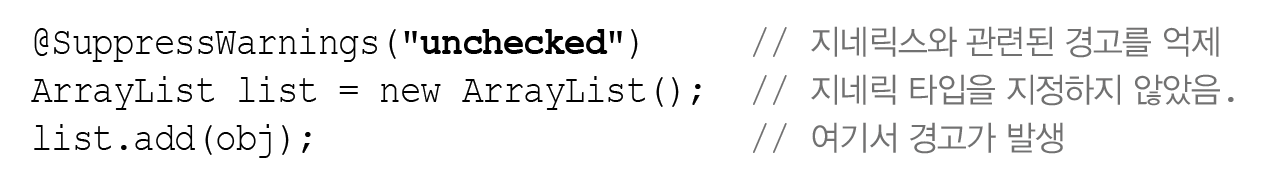 @SuppressWarnings("unchecked") // 지네릭스와 관련된 경고를 억제
ArrayList list = new ArrayList(); // 지네릭 타입을 지정하지 않았음.
list.add(obj); // 여기서 경고가 발생